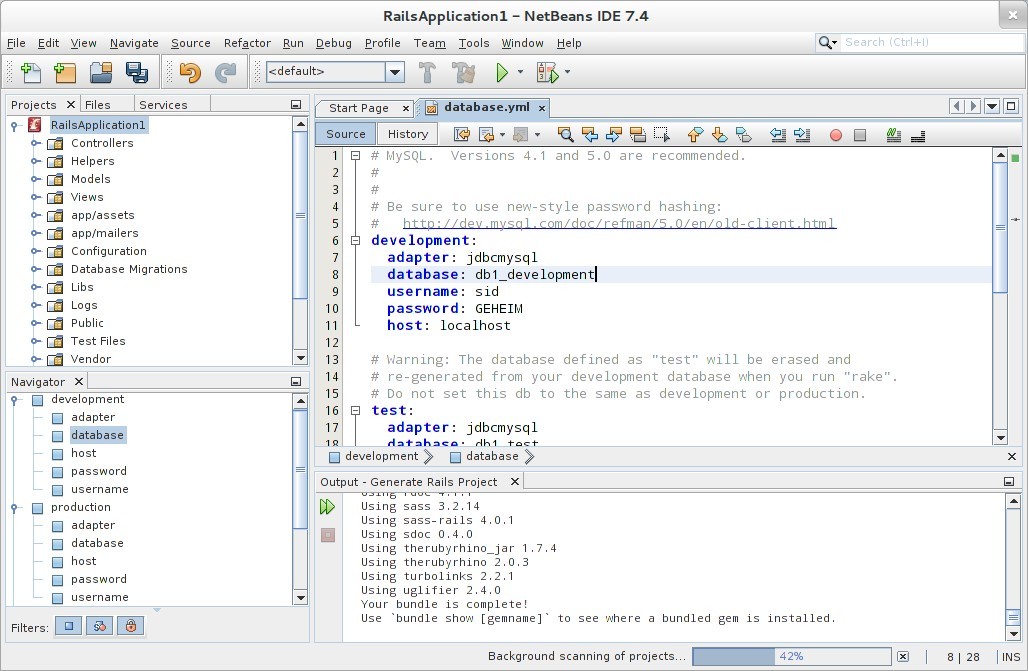 RailsApplication1 – NetBeans IDE 7.4
File Edit View Navigate Source Refactor Run Debug Profile Team Tools Window Help
Search (Ctrl+I)
<default>
Projects Files Services
RailsApplication1
Controllers
Helpers
Models
Views
app/assets
app/mailers
Configuration
Database Migrations
Libs
Logs
Public
Test Files
Vendor
Navigator
development
adapter
database
host
password
username
production
adapter
database
host
password
username
Filters:
Start Page database.yml
Source History
1 # MySQL.  Versions 4.1 and 5.0 are recommended.
2 #
3 #
4 # Be sure to use new-style password hashing:
5 #   http://dev.mysql.com/doc/refman/5.0/en/old-client.html
6 development:
7   adapter: jdbcmysql
8   database: db1_development
9   username: sid
10   password: GEHEIM
11   host: localhost
12
13 # Warning: The database defined as "test" will be erased and
14 # re-generated from your development database when you run "rake".
15 # Do not set this db to the same as development or production.
16 test:
17   adapter: jdbcmysql
18   database: db1_test
development database
Output - Generate Rails Project
Using rdoc 4.1.1
Using sass 3.2.14
Using sass-rails 4.0.1
Using sdoc 0.4.0
Using therubyrhino_jar 1.7.4
Using therubyrhino 2.0.3
Using turbolinks 2.2.1
Using uglifier 2.4.0
Your bundle is complete!
Use `bundle show [gemname]` to see where a bundled gem is installed.
Background scanning of projects... 42% 8 | 28 INS